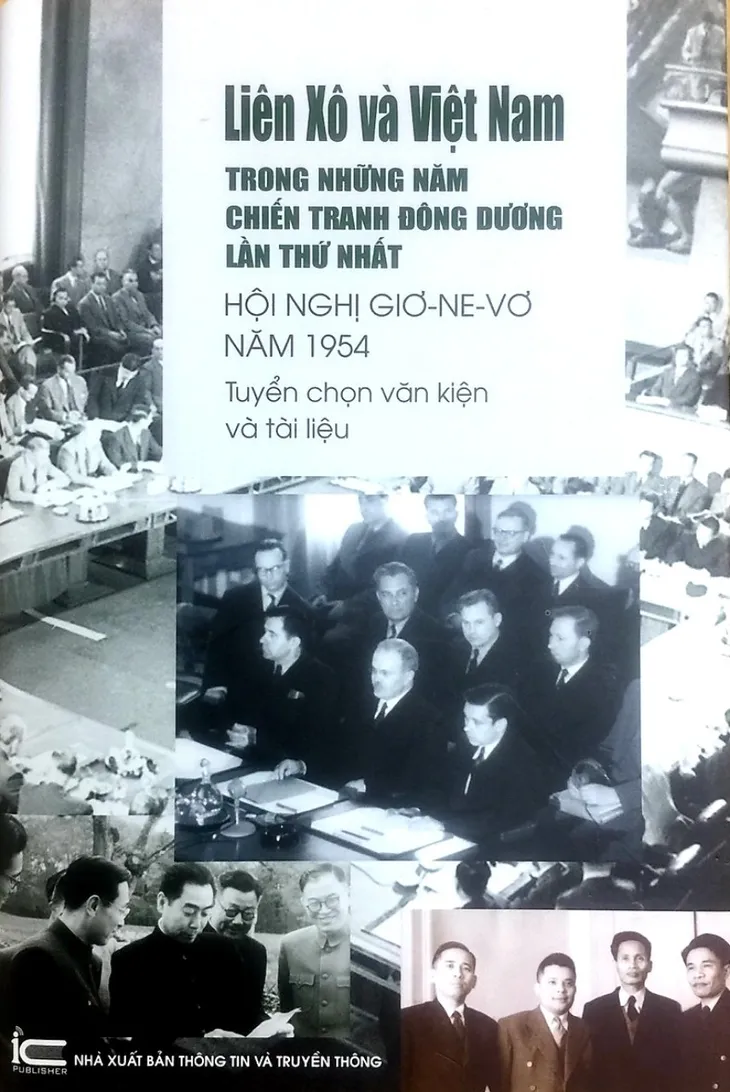 Liên Xô và Việt Nam
TRONG NHỮNG NĂM
CHIẾN TRANH ĐÔNG DƯƠNG
LẦN THỨ NHẤT
HỘI NGHỊ GIƠ-NE-VƠ
NĂM 1954
Tuyển chọn văn kiện
và tài liệu
ic
PUBLISHER
NHÀ XUẤT BẢN THÔNG TIN VÀ TRUYỀN THÔNG